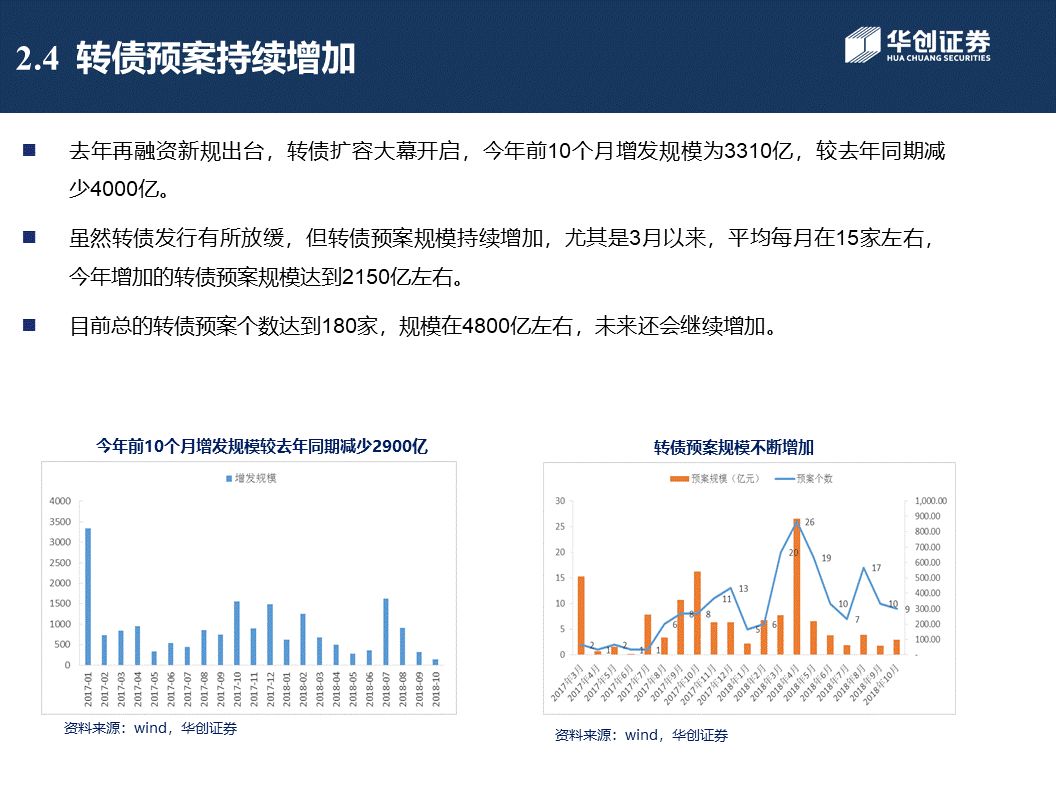 2.4 转债预案持续增加
华创证券
HUA CHUANG SECURITIES
去年再融资新规出台，转债扩容大幕开启，今年前10个月增发规模为3310亿，较去年同期减
少4000亿。
虽然转债发行有所放缓，但转债预案规模持续增加，尤其是3月以来，平均每月在15家左右，
今年增加的转债预案规模达到2150亿左右。
目前总的转债预案个数达到180家，规模在4800亿左右，未来还会继续增加。
今年前10个月增发规模较去年同期减少2900亿
增发规模
4000
3500
3000
2500
2000
1500
1000
500
0
2017-01
2017-02
2017-03
2017-04
2017-05
2017-06
2017-07
2017-08
2017-09
2017-10
2017-11
2017-12
2018-01
2018-02
2018-03
2018-04
2018-05
2018-06
2018-07
2018-08
2018-09
2018-10
资料来源：wind，华创证券
转债预案规模不断增加
预案规模（亿元） 预案个数
30
25
20
15
10
5
0
1,000.00
900.00
800.00
700.00
600.00
500.00
400.00
300.00
200.00
100.00
-
2
1
2
1
1
6
8
8
11
13
5
6
20
26
19
10
7
17
10
9
2017年3月
2017年4月
2017年5月
2017年6月
2017年7月
2017年8月
2017年9月
2017年10月
2017年11月
2017年12月
2018年1月
2018年2月
2018年3月
2018年4月
2018年5月
2018年6月
2018年7月
2018年8月
2018年9月
2018年10月
资料来源：wind，华创证券